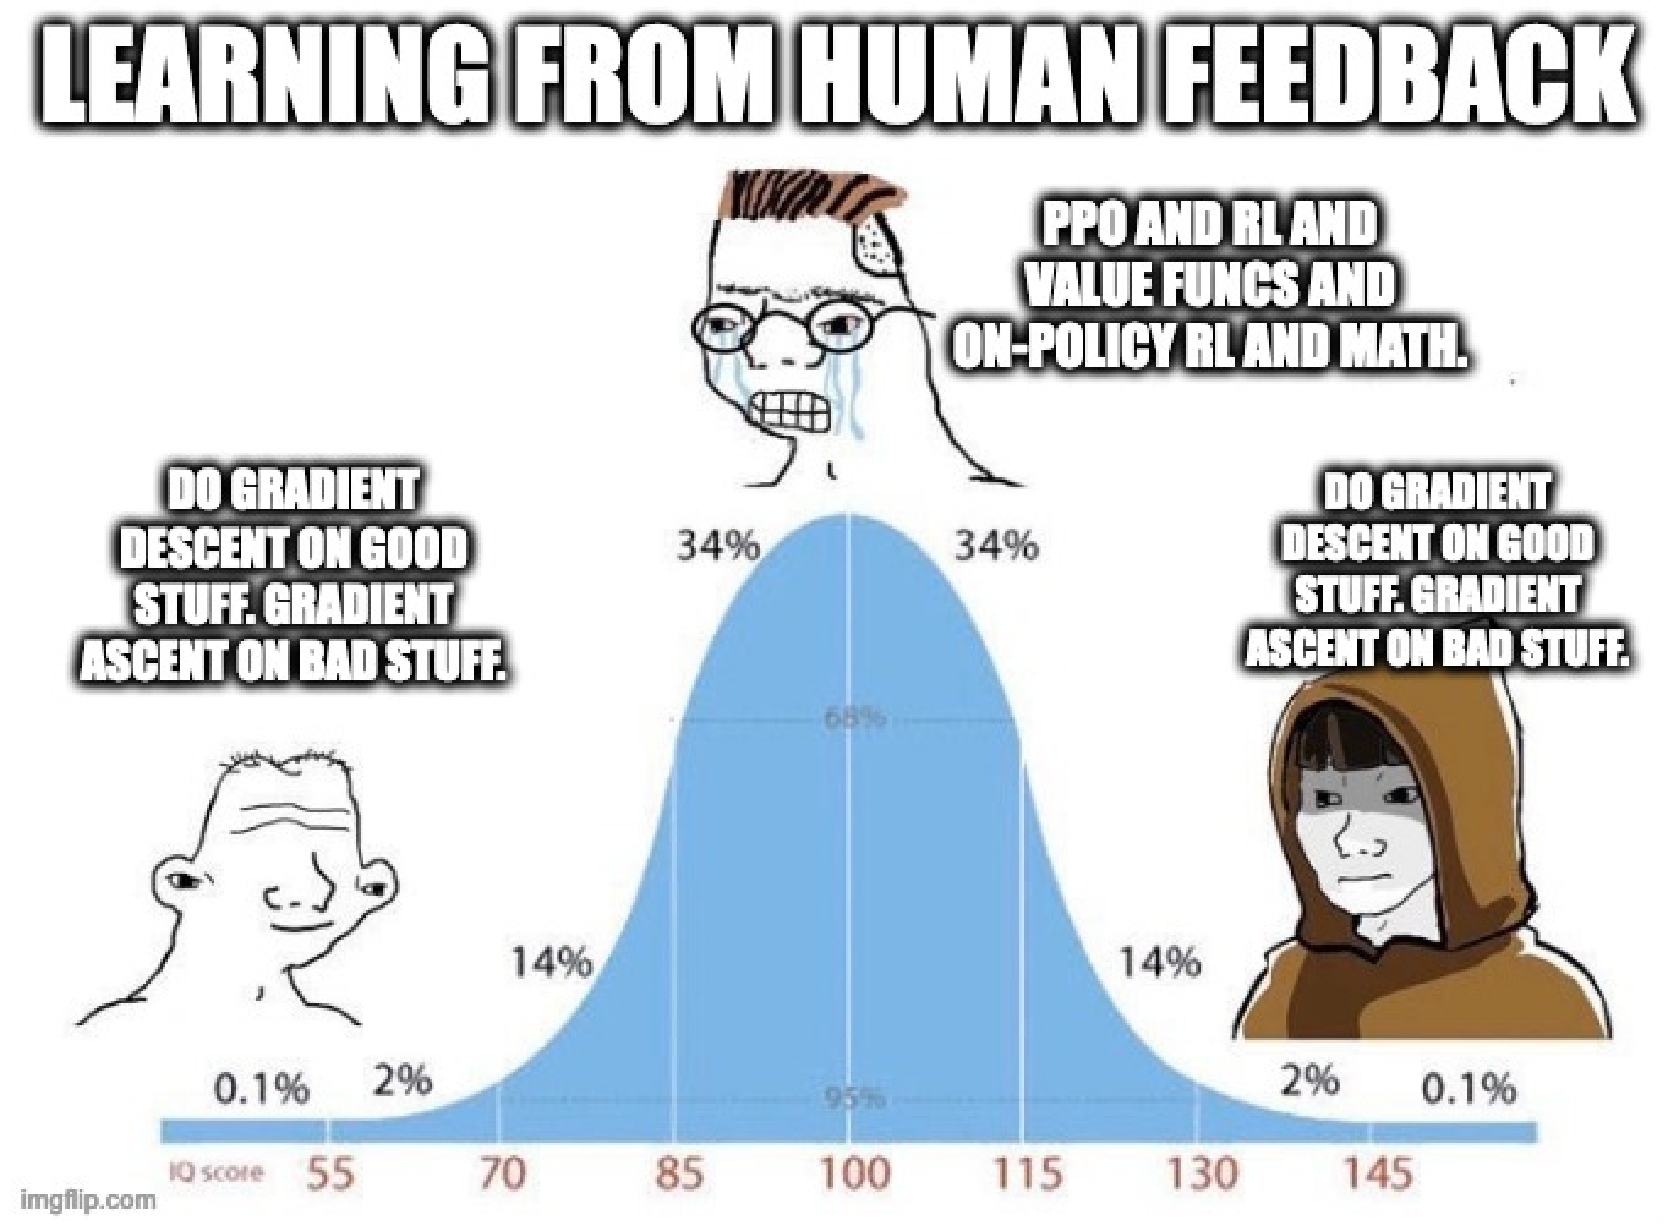 LEARNING FROM HUMAN FEEDBACK
PPO AND RL AND
VALUE FUNCS AND
ON-POLICY RL AND MATH.
DO GRADIENT
DESCENT ON GOOD
STUFF. GRADIENT
ASCENT ON BAD STUFF.
DO GRADIENT
DESCENT ON GOOD
STUFF. GRADIENT
ASCENT ON BAD STUFF.
34% 34%
68%
14% 14%
0.1% 2% 95% 2% 0.1%
IQ score 55 70 85 100 115 130 145
imgflip.com